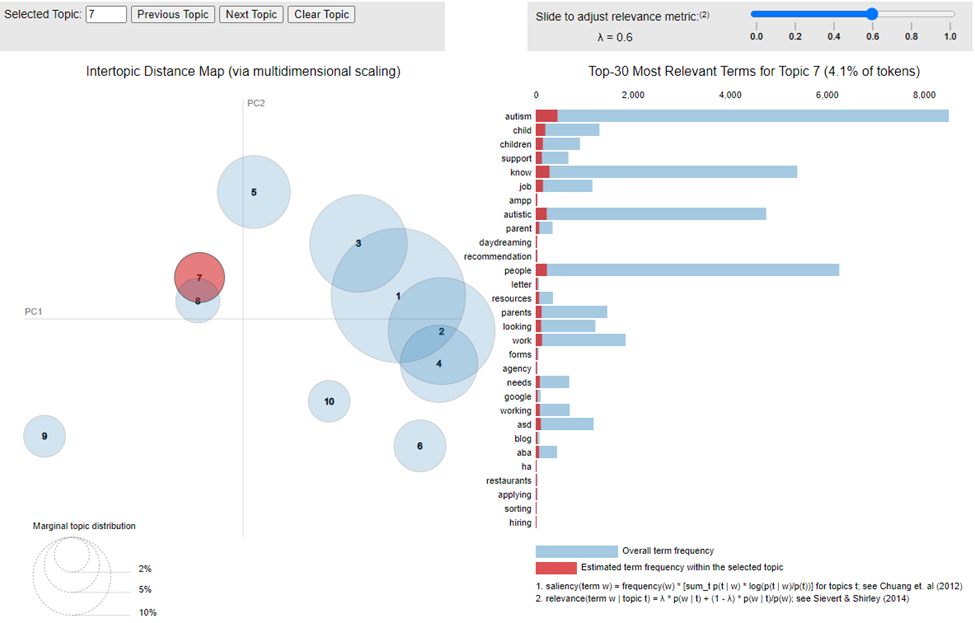 Selected Topic: 7 Previous Topic Next Topic Clear Topic
Slide to adjust relevance metric:(2)
λ = 0.6
0.0 0.2 0.4 0.6 0.8 1.0
Intertopic Distance Map (via multidimensional scaling)
PC2
PC1
5
3
7
8
1
2
4
10
6
9
Marginal topic distribution
2%
5%
10%
Top-30 Most Relevant Terms for Topic 7 (4.1% of tokens)
0 2,000 4,000 6,000 8,000
autism
child
children
support
know
job
ampp
autistic
parent
daydreaming
recommendation
people
letter
resources
parents
looking
work
forms
agency
needs
google
working
asd
blog
aba
ha
restaurants
applying
sorting
hiring
Overall term frequency
Estimated term frequency within the selected topic
1. saliency(term w) = frequency(w) * [sum_t p(t | w) * log(p(t | w)/p(t))] for topics t; see Chuang et. al (2012)
2. relevance(term w | topic t) = λ * p(w | t) + (1 - λ) * p(w | t)/p(w); see Sievert & Shirley (2014)